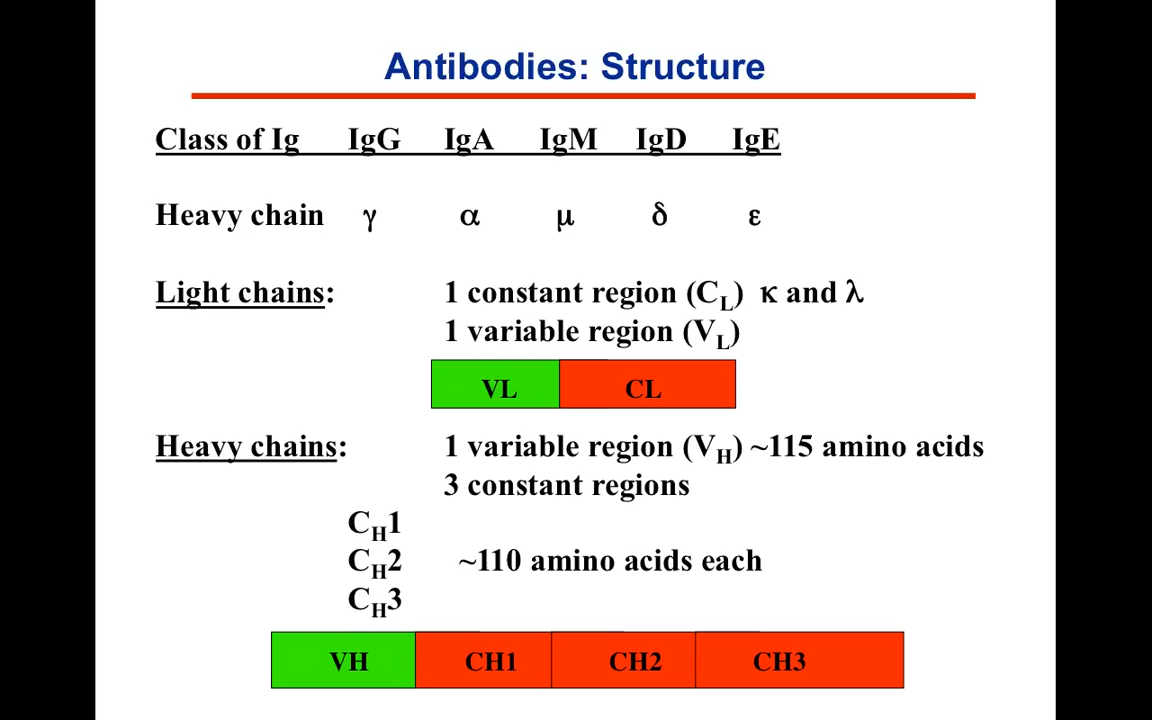 Antibodies: Structure
Class of Ig IgG IgA IgM IgD IgE
Heavy chain γ α μ δ ε
Light chains: 1 constant region (CL) κ and λ
1 variable region (VL)
VL CL
Heavy chains: 1 variable region (VH) ~115 amino acids
3 constant regions
CH1
CH2 ~110 amino acids each
CH3
VH CH1 CH2 CH3